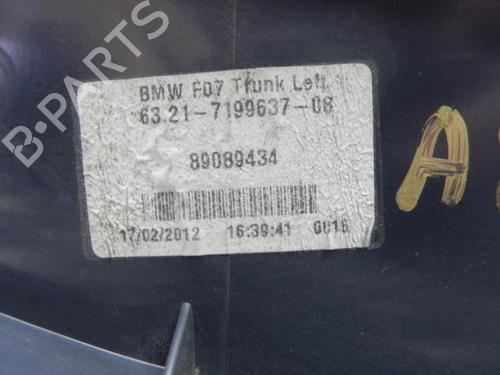 BMW F07 Trunk Left
63.21-7199637-08
89089434
17/02/2012 16:39:41 0016
A
B-PARTS